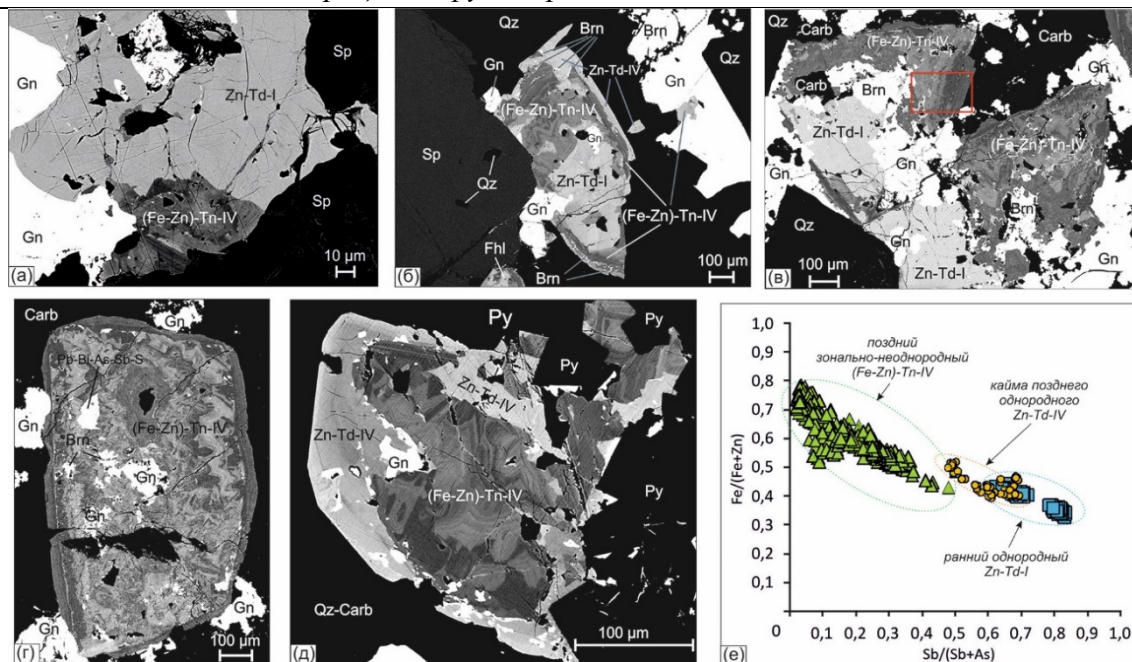 Gn
Zn-Td-I
Sp
(Fe-Zn)-Tn-IV
Gn
Sp
10 µm
(а)
Qz
Brn
Brn
Qz
Gn
Zn-Td-IV
Gn
(Fe-Zn)-Tn-IV
Gn
Sp
Zn-Td-I
Qz
Gn
(Fe-Zn)-Tn-IV
Fhl
Brn
100 µm
(б)
Qz
Carb
(Fe-Zn)-Tn-IV
Carb
Gn
Carb
Brn
Zn-Td-I
(Fe-Zn)-Tn-IV
Gn
Gn
Brn
Qz
Gn
Gn
100 µm
Zn-Td-I
(в)
Carb
Gn
Pb-Bi-As-Sb-S
Gn
(Fe-Zn)-Tn-IV
Brn
Gn
Gn
Gn
Gn
100 µm
(г)
Py
Py
Py
Zn-Td-IV
Zn-Td-IV
Gn
(Fe-Zn)-Tn-IV
Py
Qz-Carb
100 µm
(д)
1,0
0,9
0,8
0,7
0,6
0,5
0,4
0,3
0,2
0,1
Fe/(Fe+Zn)
поздний
зонально-неоднородный
(Fe-Zn)-Tn-IV
кайма позднего
однородного
Zn-Td-IV
ранний однородный
Zn-Td-I
0 0,1 0,2 0,3 0,4 0,5 0,6 0,7 0,8 0,9 1,0
Sb/(Sb+As)
(е)